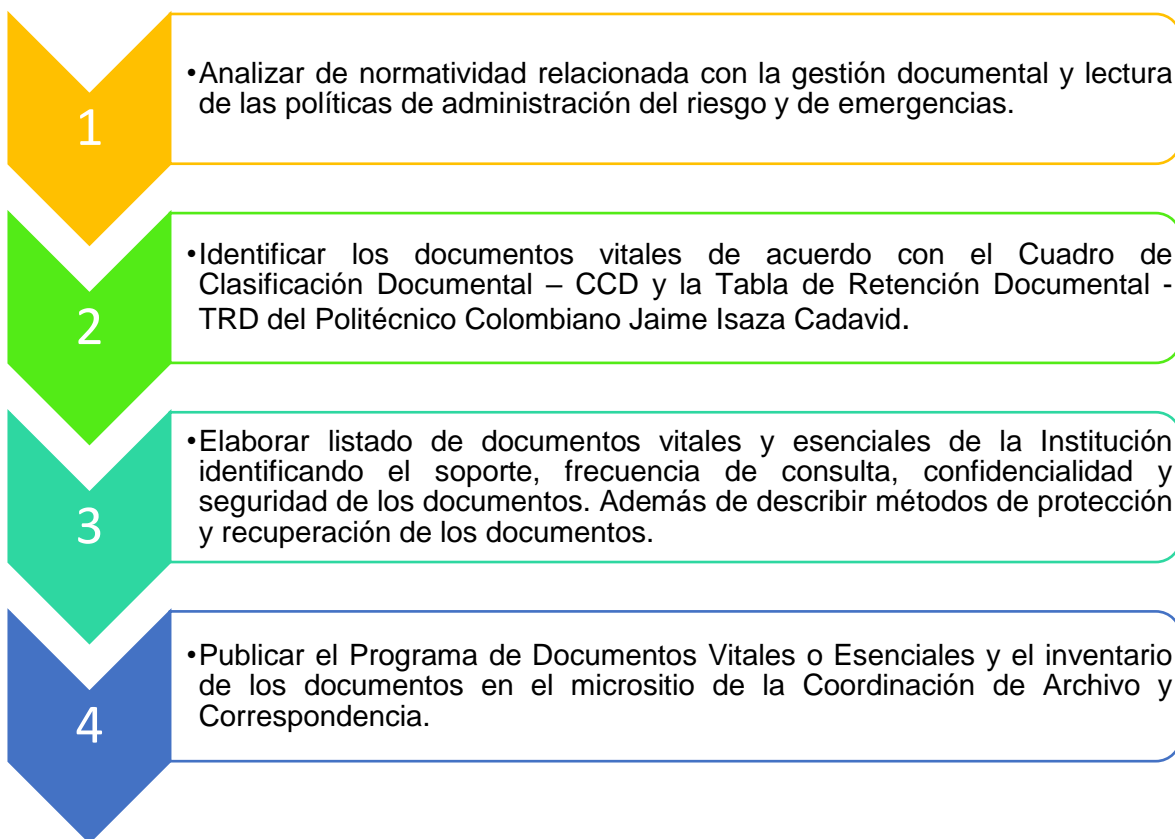 1
•Analizar de normatividad relacionada con la gestión documental y lectura
de las políticas de administración del riesgo y de emergencias.
2
•Identificar los documentos vitales de acuerdo con el Cuadro de
Clasificación Documental – CCD y la Tabla de Retención Documental -
TRD del Politécnico Colombiano Jaime Isaza Cadavid.
3
•Elaborar listado de documentos vitales y esenciales de la Institución
identificando el soporte, frecuencia de consulta, confidencialidad y
seguridad de los documentos. Además de describir métodos de protección
y recuperación de los documentos.
4
•Publicar el Programa de Documentos Vitales o Esenciales y el inventario
de los documentos en el micrositio de la Coordinación de Archivo y
Correspondencia.